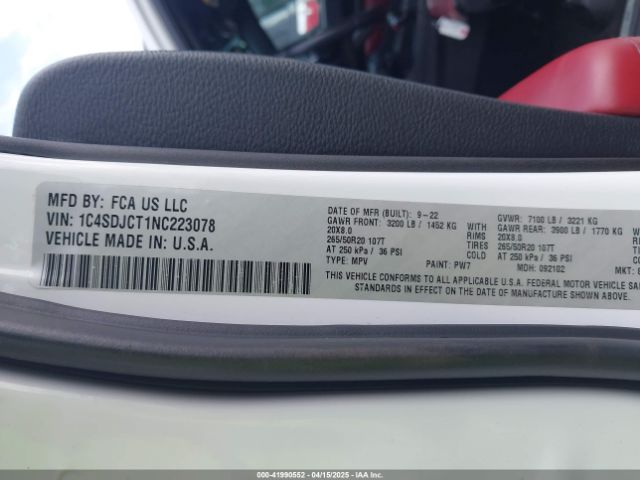 MFD BY: FCA US LLC
VIN: 1C4SDJCT1NC223078
VEHICLE MADE IN: U.S.A.
DATE OF MFR (BUILT): 9-22
GAWR FRONT: 3200 LB / 1452 KG WITH
20X8.0 RIMS
265/50R20 107T TIRES
AT 250 kPa / 36 PSI
TYPE: MPV PAINT: PW7
GVWR: 7100 LB / 3221 KG
GAWR REAR: 3900 LB / 1770 KG
20X8.0
265/50R20 107T
AT 250 kPa / 36 PSI
MDH: 092102 MKT:
THIS VEHICLE CONFORMS TO ALL APPLICABLE U.S.A. FEDERAL MOTOR VEHICLE
STANDARDS IN EFFECT ON THE DATE OF MANUFACTURE SHOWN ABOVE.
000-41990552 - 04/15/2025 - IAAI.COM